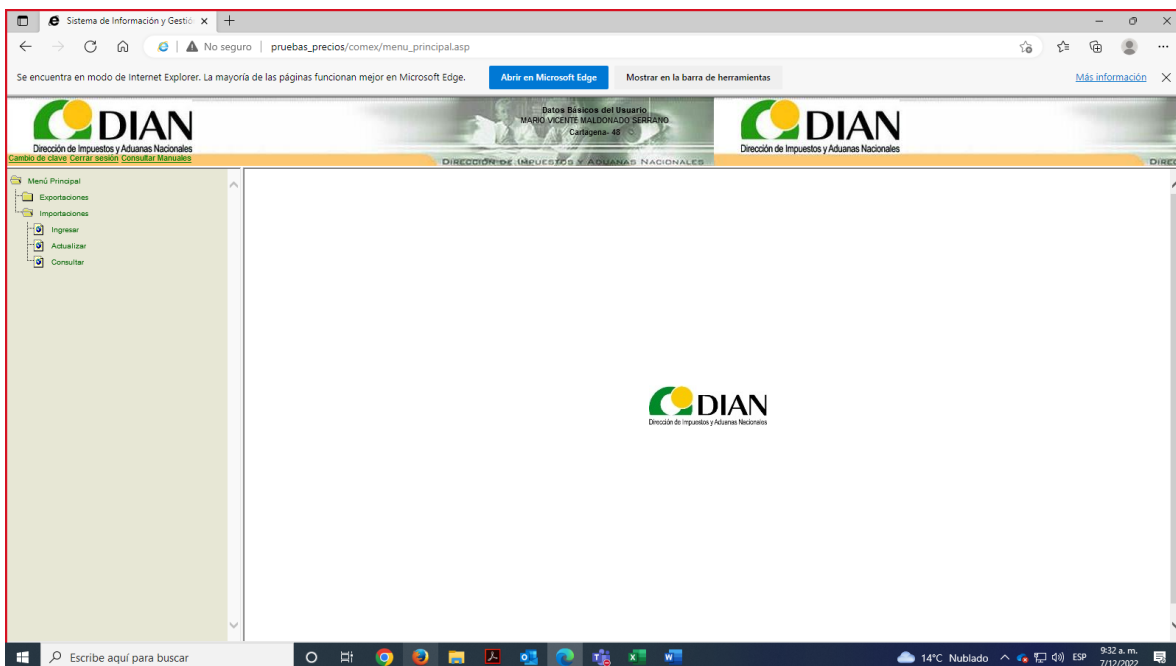 Sistema de Información y Gestió
No seguro | pruebas_precios/comex/menu_principal.asp
Se encuentra en modo de Internet Explorer. La mayoría de las páginas funcionan mejor en Microsoft Edge. Abrir en Microsoft Edge Mostrar en la barra de herramientas Más información
DIAN
Dirección de Impuestos y Aduanas Nacionales
Cambio de clave Cerrar sesión Consultar Manuales
Datos Básicos del Usuario
MARIO VICENTE MALDONADO SERRANO
Cartagena- 48
DIRECCIÓN DE IMPUESTOS Y ADUANAS NACIONALES
DIAN
Dirección de Impuestos y Aduanas Nacionales
DIREC
Menú Principal
Exportaciones
Importaciones
Ingresar
Actualizar
Consultar
DIAN
Dirección de Impuestos y Aduanas Nacionales
Escribe aquí para buscar
14°C Nublado ESP 9:32 a. m.
7/12/2022